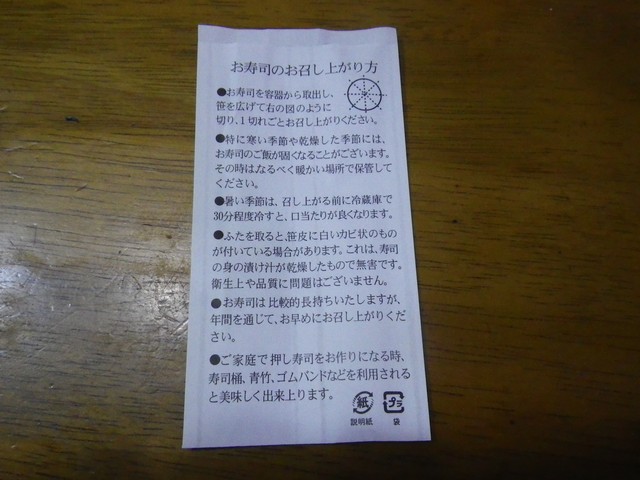 お寿司のお召し上がり方
●お寿司を容器から取出し、
笹を広げて右の図のように
切り、1切れごとお召し上がりください。
●特に寒い季節や乾燥した季節には、
お寿司のご飯が固くなることがございます。
その時は、なるべく暖かい場所で保管して
ください。
●暑い季節は、召し上がる前に冷蔵庫で
30分程度冷すと、口当たりが良くなります。
●ふたを取ると、笹皮に白いカビ状のもの
が付いている場合があります。これは、寿司
の身の漬け汁が乾燥したもので無害です。
衛生上や品質に問題はございません。
●お寿司は比較的長持ちいたしますが、
年間を通じて、お早めにお召し上がりくだ
さい。
●ご家庭で押し寿司をお作りになる時、
寿司桶、青竹、ゴムバンドなどを利用される
と美味しく出来上ります。
紙 プラ
説明紙 袋